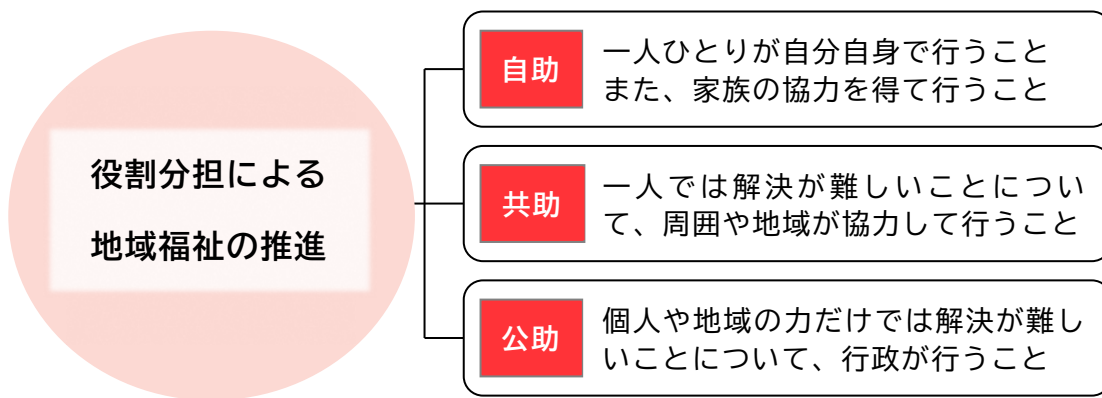 役割分担による
地域福祉の推進
自助
一人ひとりが自分自身で行うこと
また、家族の協力を得て行うこと
共助
一人では解決が難しいことについ
て、周囲や地域が協力して行うこと
公助
個人や地域の力だけでは解決が難し
いことについて、行政が行うこと